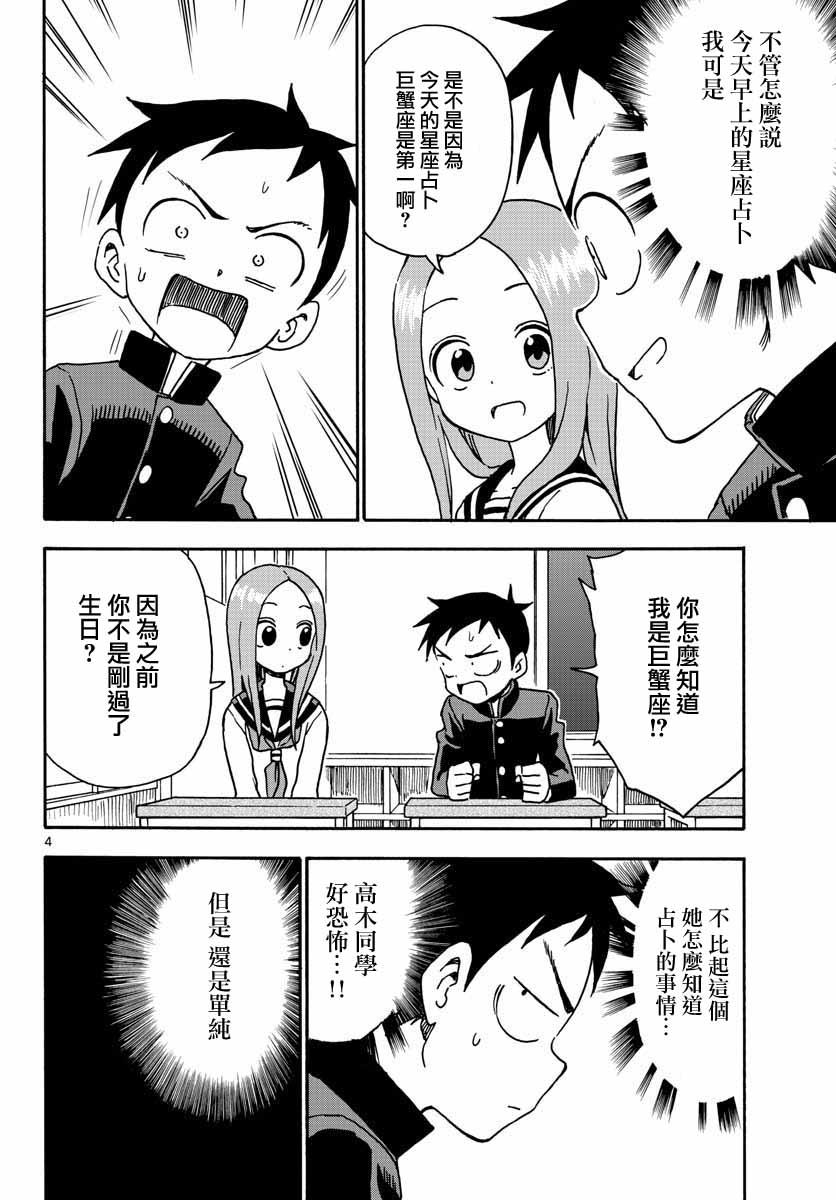 不管怎麼說
今天早上的星座占卜
我可是
是不是因為
今天的星座占卜
巨蟹座是第一啊?
你怎麼知道
我是巨蟹座!?
因為之前
你不是剛過了
生日?
4
不 比起這個
她怎麼知道
占卜的事情…
高木同學
好恐怖…!!
但是 還是單純